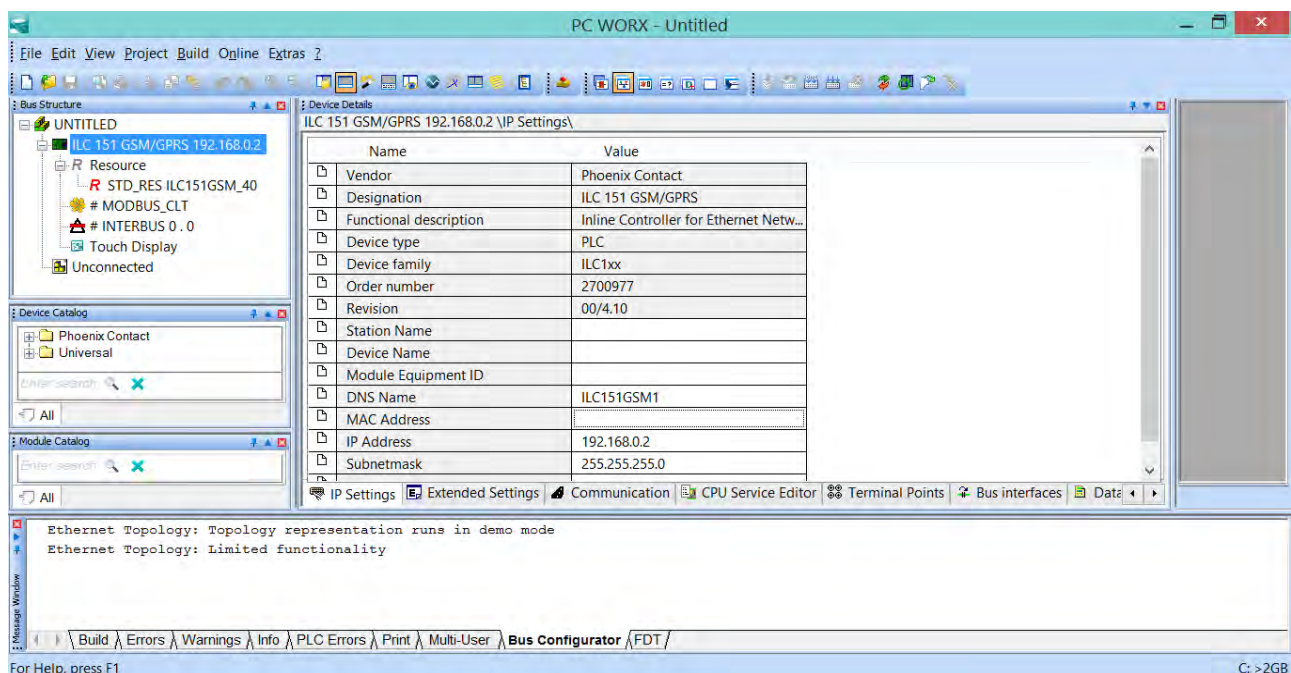 PC WORX - Untitled
File Edit View Project Build Online Extras ?
Bus Structure
UNTITLED
ILC 151 GSM/GPRS 192.168.0.2
R Resource
R STD_RES ILC151GSM_40
# MODBUS_CLT
# INTERBUS 0 . 0
Touch Display
Unconnected
Device Catalog
Phoenix Contact
Universal
Enter search
All
Module Catalog
Enter search
All
Device Details
ILC 151 GSM/GPRS 192.168.0.2 \IP Settings\
Name Value
Vendor Phoenix Contact
Designation ILC 151 GSM/GPRS
Functional description Inline Controller for Ethernet Netw...
Device type PLC
Device family ILC1xx
Order number 2700977
Revision 00/4.10
Station Name
Device Name
Module Equipment ID
DNS Name ILC151GSM1
MAC Address
IP Address 192.168.0.2
Subnetmask 255.255.255.0
IP Settings Extended Settings Communication CPU Service Editor Terminal Points Bus interfaces Data
Ethernet Topology: Topology representation runs in demo mode
Ethernet Topology: Limited functionality
Message Window
Build Errors Warnings Info PLC Errors Print Multi-User Bus Configurator FDT
For Help, press F1
C: >2GB